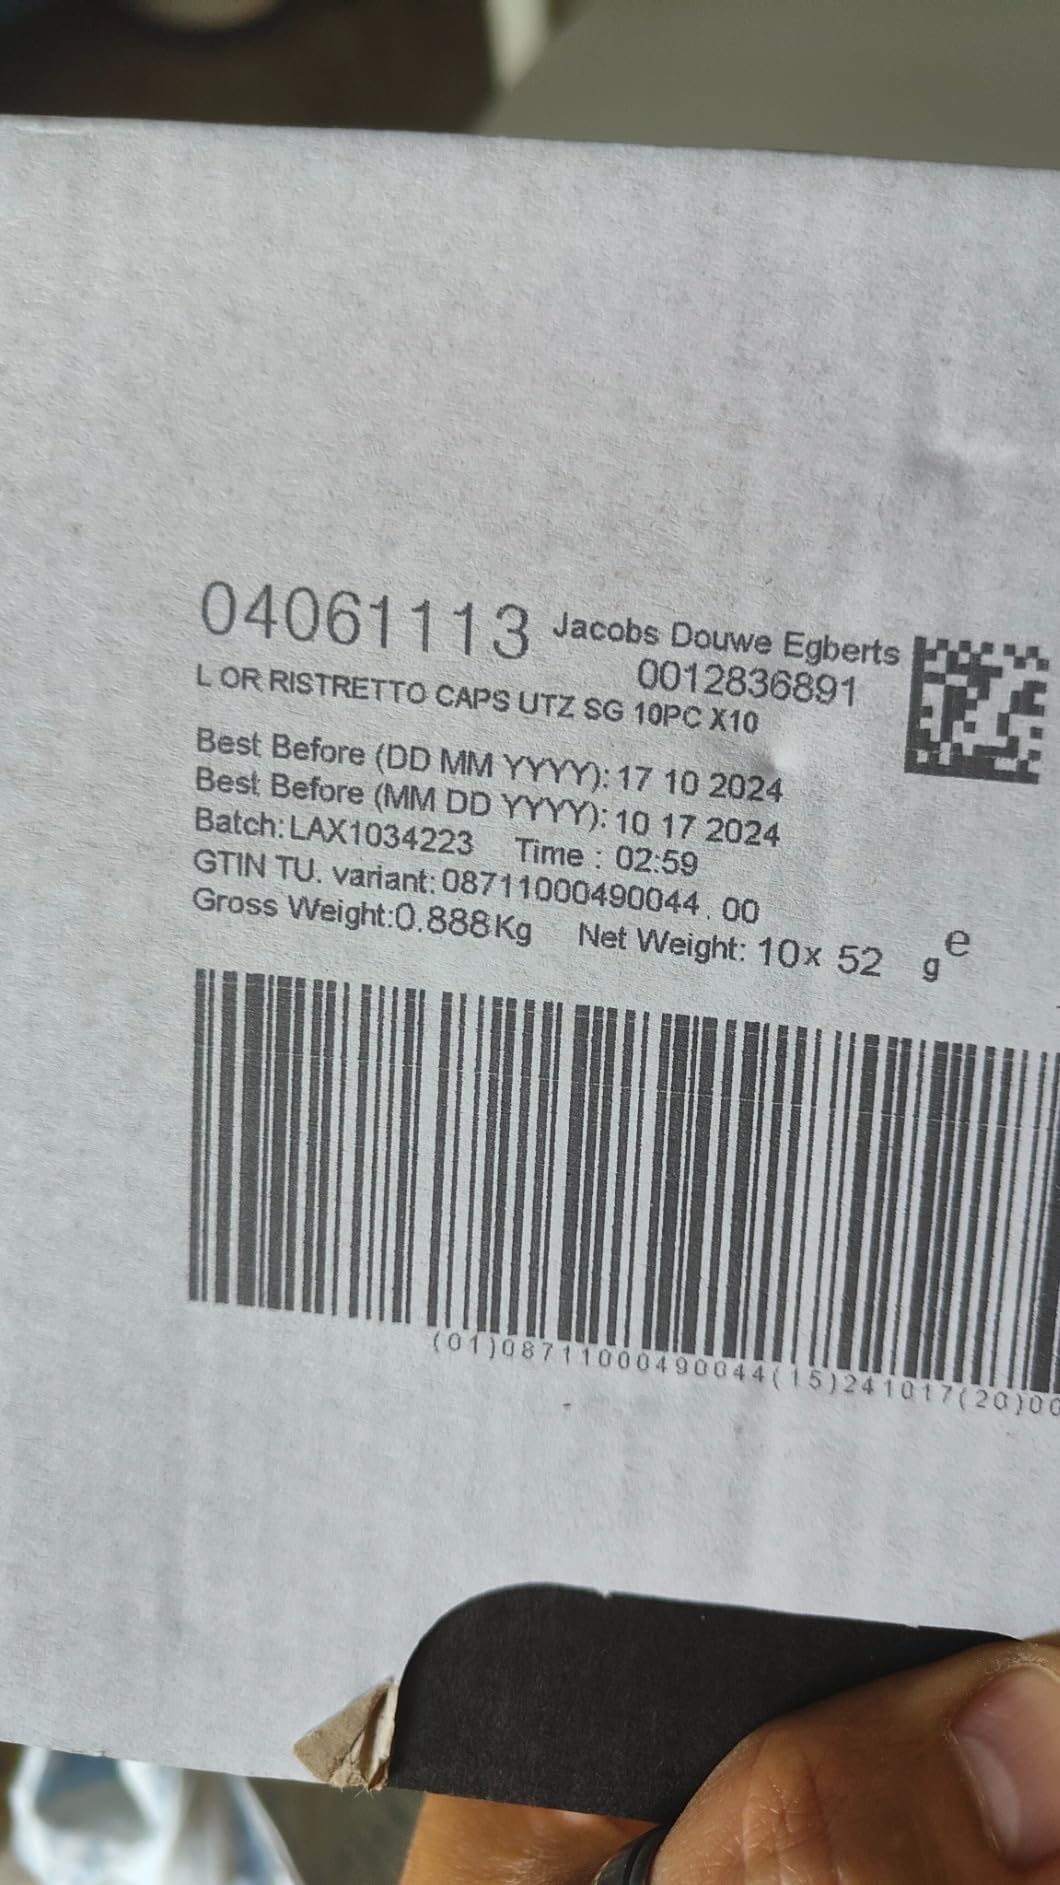 04061113 Jacobs Douwe Egberts
0012836891
L OR RISTRETTO CAPS UTZ SG 10PC X10
Best Before (DD MM YYYY): 17 10 2024
Best Before (MM DD YYYY): 10 17 2024
Batch: LAX1034223 Time : 02:59
GTIN TU. variant: 08711000490044. 00
Gross Weight:0.888Kg Net Weight: 10x 52 g e
(01)08711000490044(15)241017(20)00